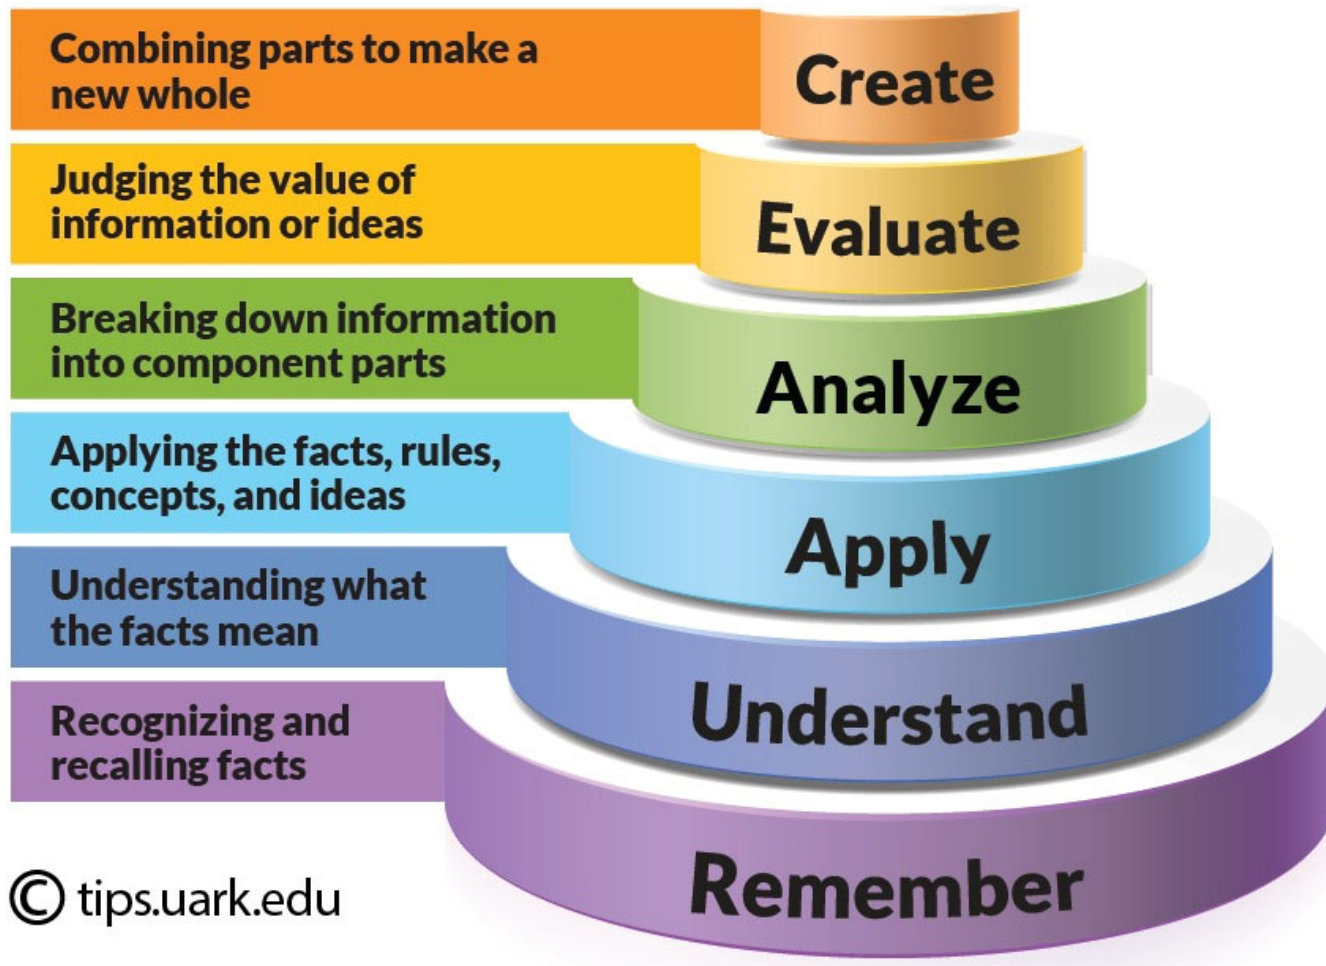 Combining parts to make a
new whole
Create
Judging the value of
information or ideas
Evaluate
Breaking down information
into component parts
Analyze
Applying the facts, rules,
concepts, and ideas
Apply
Understanding what
the facts mean
Understand
Recognizing and
recalling facts
Remember
© tips.uark.edu